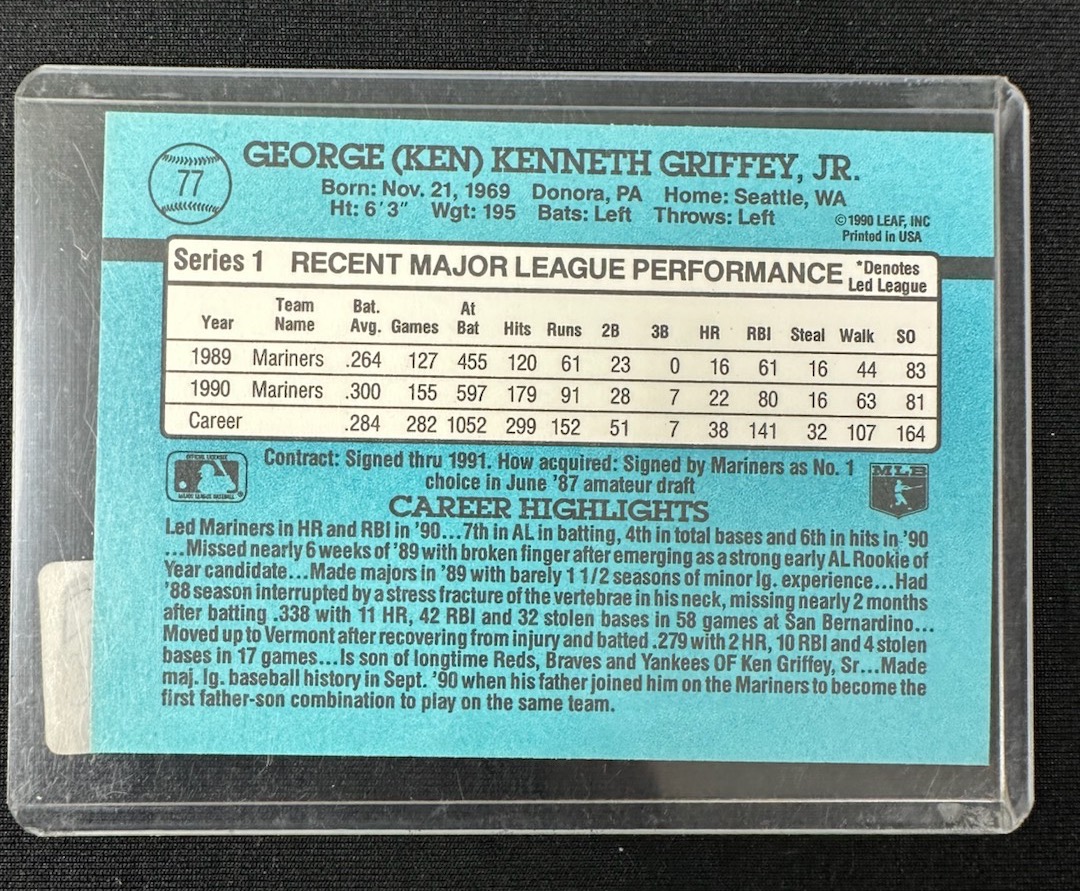 77
GEORGE (KEN) KENNETH GRIFFEY, JR.
Born: Nov. 21, 1969 Donora, PA Home: Seattle, WA
Ht: 6'3" Wgt: 195 Bats: Left Throws: Left
©1990 LEAF, INC
Printed in USA
Series 1 RECENT MAJOR LEAGUE PERFORMANCE *Denotes
Led League
Year Team Name Bat. Avg. Games At Bat Hits Runs 2B 3B HR RBI Steal Walk SO
1989 Mariners .264 127 455 120 61 23 0 16 61 16 44 83
1990 Mariners .300 155 597 179 91 28 7 22 80 16 63 81
Career .284 282 1052 299 152 51 7 38 141 32 107 164
Contract: Signed thru 1991. How acquired: Signed by Mariners as No. 1
choice in June '87 amateur draft
OFFICIAL LICENSEE
MAJOR LEAGUE BASEBALL
MLB
CAREER HIGHLIGHTS
Led Mariners in HR and RBI in '90...7th in AL in batting, 4th in total bases and 6th in hits in '90
...Missed nearly 6 weeks of '89 with broken finger after emerging as a strong early AL Rookie of
Year candidate...Made majors in '89 with barely 1 1/2 seasons of minor lg. experience...Had
'88 season interrupted by a stress fracture of the vertebrae in his neck, missing nearly 2 months
after batting .338 with 11 HR, 42 RBI and 32 stolen bases in 58 games at San Bernardino...
Moved up to Vermont after recovering from injury and batted .279 with 2 HR, 10 RBI and 4 stolen
bases in 17 games...Is son of longtime Reds, Braves and Yankees OF Ken Griffey, Sr...Made
maj. lg. baseball history in Sept. '90 when his father joined him on the Mariners to become the
first father-son combination to play on the same team.